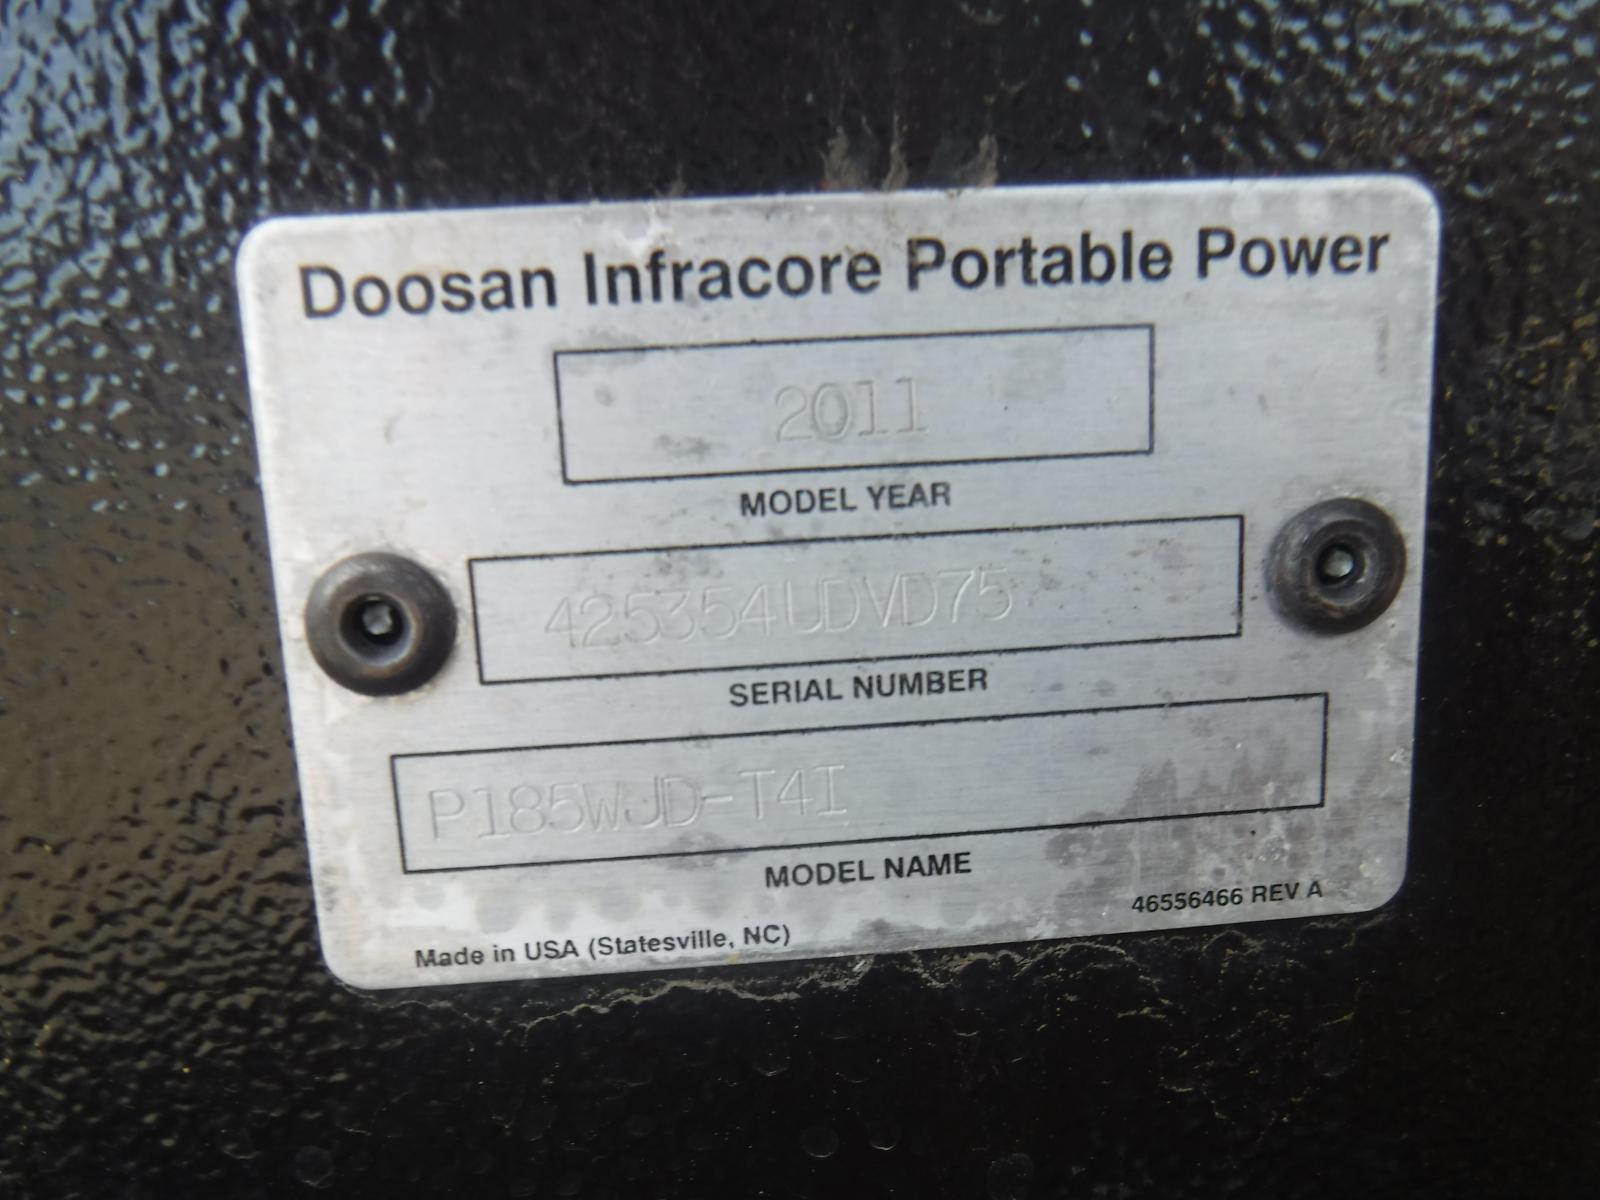 Doosan Infracore Portable Power
2011
MODEL YEAR
425354UDVD75
SERIAL NUMBER
P185WJD-T4I
MODEL NAME
46556466 REV A
Made in USA (Statesville, NC)